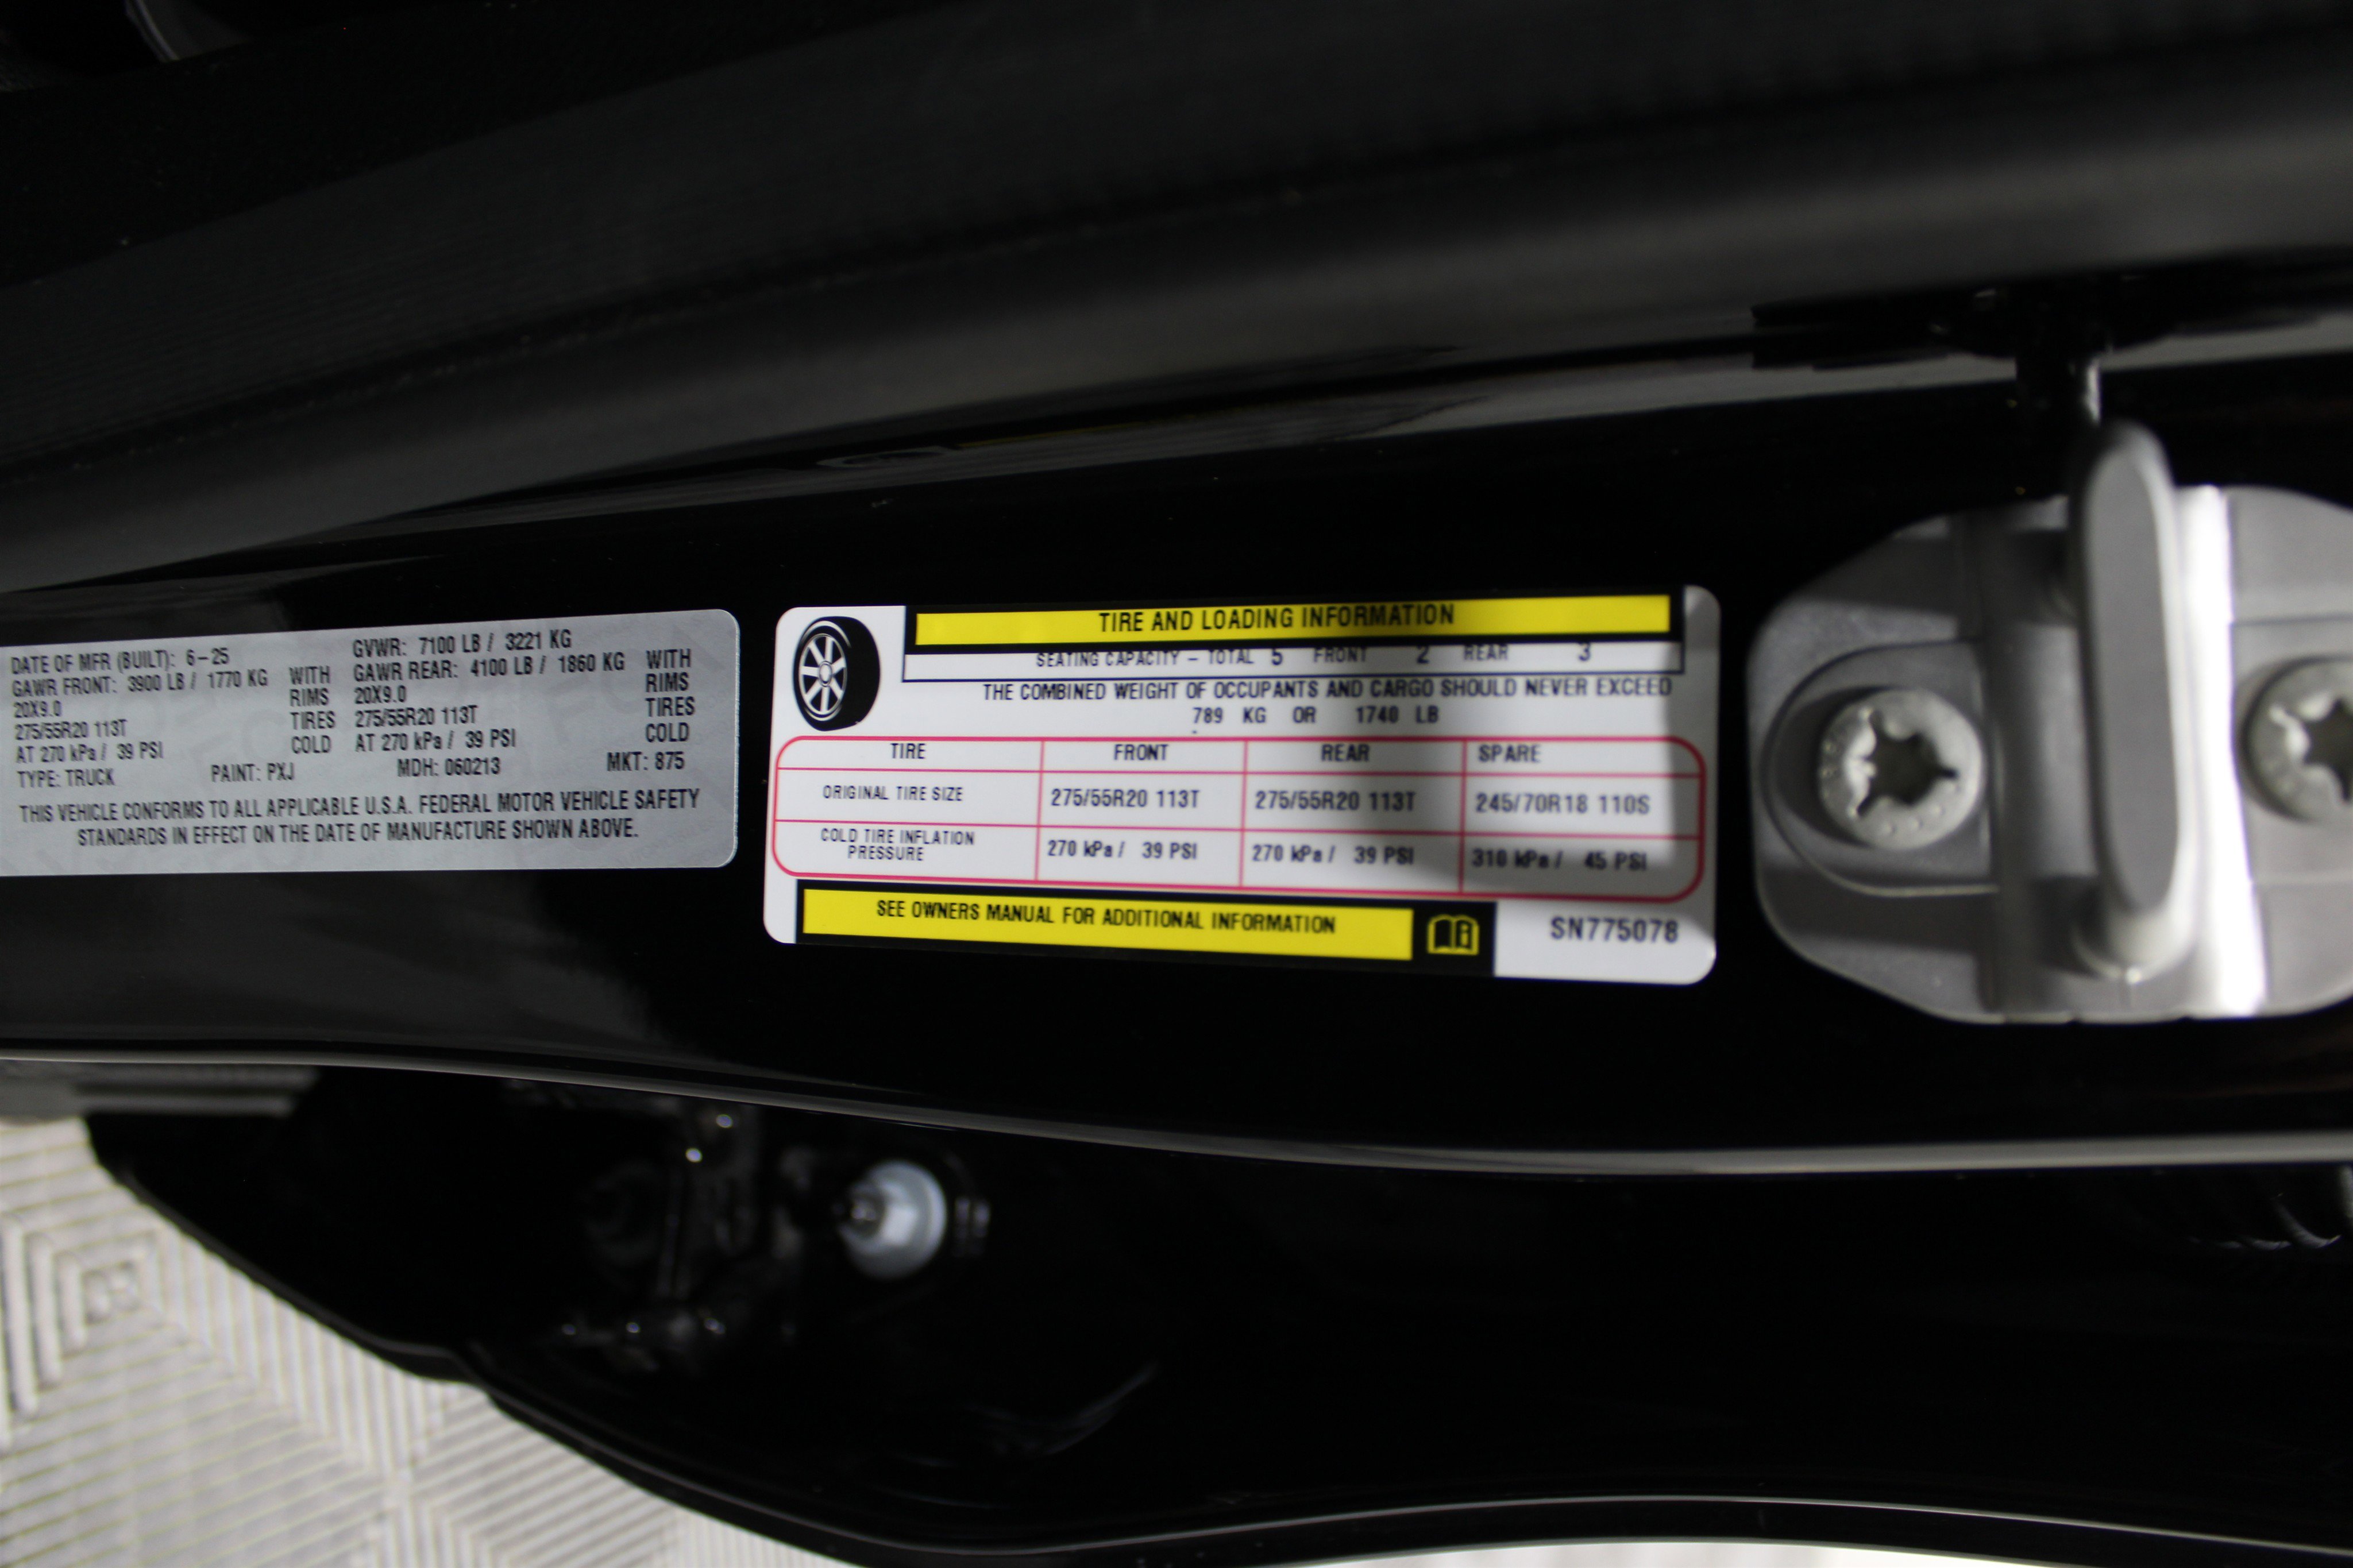 DATE OF MFR (BUILT): 6-25 GVWR: 7100 LB / 3221 KG
GAWR FRONT: 3900 LB / 1770 KG WITH GAWR REAR: 4100 LB / 1860 KG WITH
20X9.0 RIMS 20X9.0 RIMS
275/55R20 113T TIRES 275/55R20 113T TIRES
AT 270 kPa / 39 PSI COLD AT 270 kPa / 39 PSI COLD
TYPE: TRUCK PAINT: PXJ MDH: 060213 MKT: 875
THIS VEHICLE CONFORMS TO ALL APPLICABLE U.S.A. FEDERAL MOTOR VEHICLE SAFETY
STANDARDS IN EFFECT ON THE DATE OF MANUFACTURE SHOWN ABOVE.
TIRE AND LOADING INFORMATION
SEATING CAPACITY - TOTAL 5 FRONT 2 REAR 3
THE COMBINED WEIGHT OF OCCUPANTS AND CARGO SHOULD NEVER EXCEED
789 KG OR 1740 LB
TIRE FRONT REAR SPARE
ORIGINAL TIRE SIZE 275/55R20 113T 275/55R20 113T 245/70R18 110S
COLD TIRE INFLATION
PRESSURE 270 kPa / 39 PSI 270 kPa / 39 PSI 310 kPa / 45 PSI
SEE OWNERS MANUAL FOR ADDITIONAL INFORMATION
SN775078